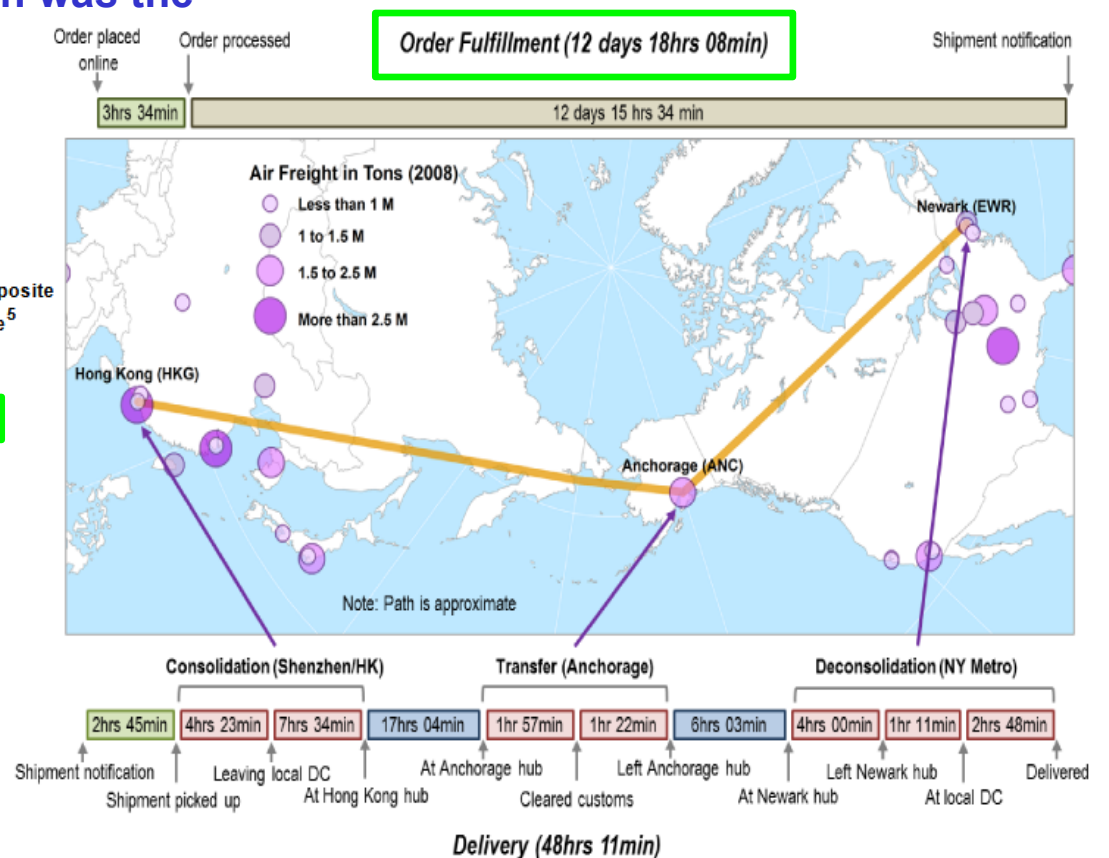 was the
Order placed
online
Order processed
Order Fulfillment (12 days 18hrs 08min)
Shipment notification
3hrs 34min
12 days 15 hrs 34 min
Air Freight in Tons (2008)
Less than 1 M
1 to 1.5 M
1.5 to 2.5 M
More than 2.5 M
Newark (EWR)
Hong Kong (HKG)
Anchorage (ANC)
Note: Path is approximate
Consolidation (Shenzhen/HK)
Transfer (Anchorage)
Deconsolidation (NY Metro)
2hrs 45min
4hrs 23min
7hrs 34min
17hrs 04min
1hr 57min
1hr 22min
6hrs 03min
4hrs 00min
1hr 11min
2hrs 48min
Shipment notification
Shipment picked up
Leaving local DC
At Hong Kong hub
At Anchorage hub
Cleared customs
Left Anchorage hub
At Newark hub
Left Newark hub
At local DC
Delivered
Delivery (48hrs 11min)